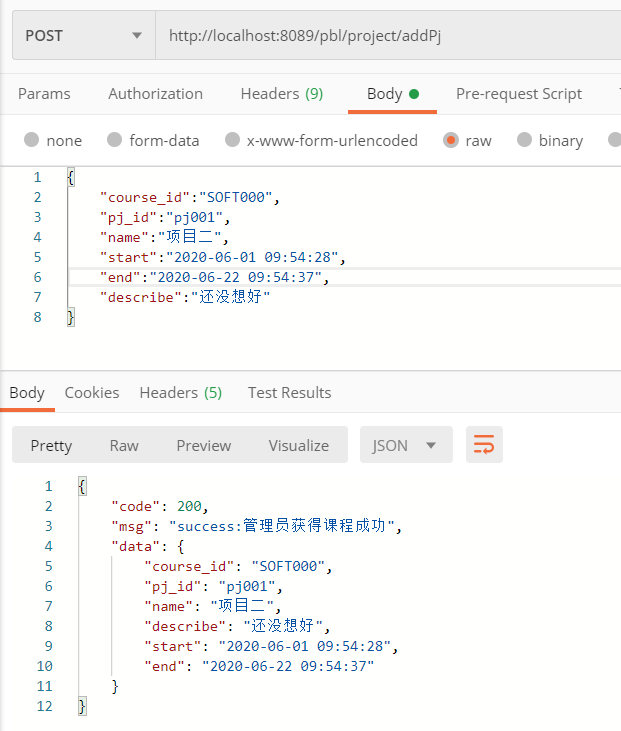 POST http://localhost:8089/pbl/project/addPj
Params Authorization Headers (9) Body Pre-request Script
none form-data x-www-form-urlencoded raw binary
1 {
2 "course_id":"SOFT000",
3 "pj_id":"pj001",
4 "name":"项目二",
5 "start":"2020-06-01 09:54:28",
6 "end":"2020-06-22 09:54:37",
7 "describe":"还没想好"
8 }
Body Cookies Headers (5) Test Results
Pretty Raw Preview Visualize JSON
1 {
2 "code": 200,
3 "msg": "success:管理员获得课程成功",
4 "data": {
5 "course_id": "SOFT000",
6 "pj_id": "pj001",
7 "name": "项目二",
8 "describe": "还没想好",
9 "start": "2020-06-01 09:54:28",
10 "end": "2020-06-22 09:54:37"
11 }
12 }